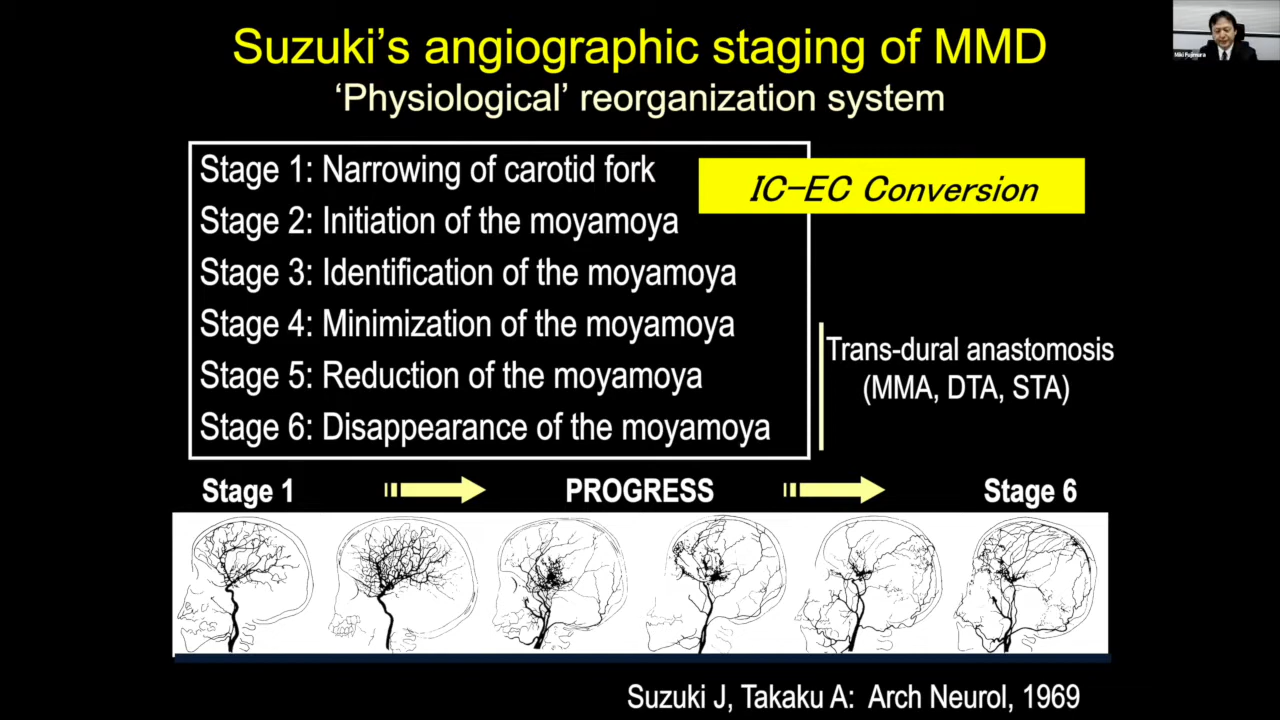 Suzuki's angiographic staging of MMD
'Physiological' reorganization system
Stage 1: Narrowing of carotid fork
IC-EC Conversion
Stage 2: Initiation of the moyamoya
Stage 3: Identification of the moyamoya
Stage 4: Minimization of the moyamoya
Stage 5: Reduction of the moyamoya
Stage 6: Disappearance of the moyamoya
Trans-dural anastomosis
(MMA, DTA, STA)
Stage 1 PROGRESS Stage 6
Suzuki J, Takaku A: Arch Neurol, 1969
Miki Fujimura